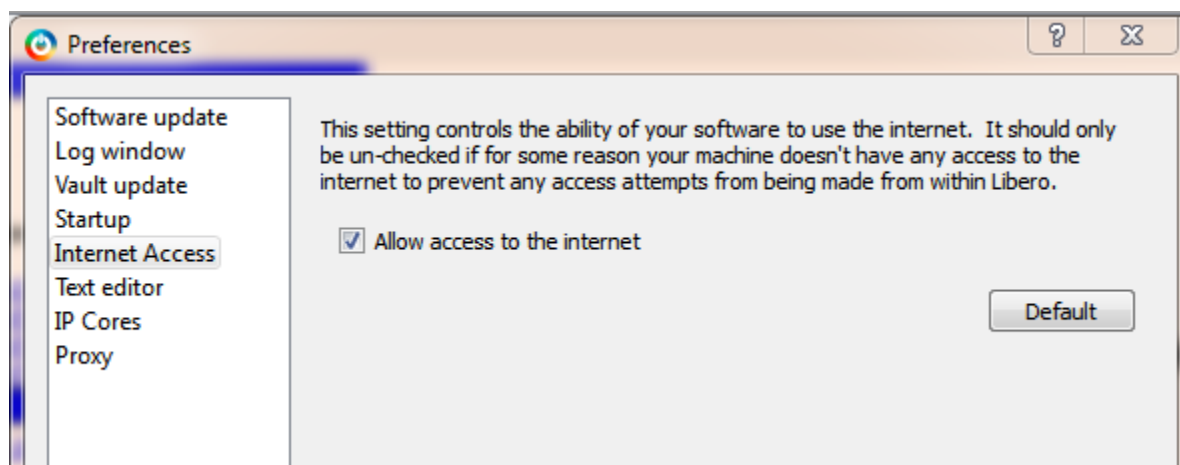 Preferences
Software update
Log window
Vault update
Startup
Internet Access
Text editor
IP Cores
Proxy
This setting controls the ability of your software to use the internet.  It should only
be un-checked if for some reason your machine doesn't have any access to the
internet to prevent any access attempts from being made from within Libero.
Allow access to the internet
Default